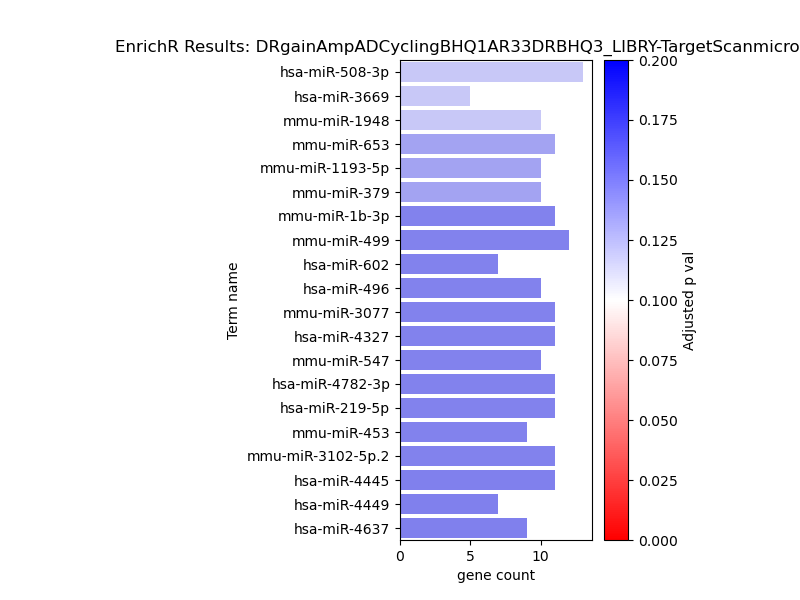 EnrichR Results: DRgainAmpADCyclingBHQ1AR33DRBHQ3_LIBRY-TargetScanmicro
hsa-miR-508-3p
hsa-miR-3669
mmu-miR-1948
mmu-miR-653
mmu-miR-1193-5p
mmu-miR-379
mmu-miR-1b-3p
mmu-miR-499
hsa-miR-602
hsa-miR-496
mmu-miR-3077
hsa-miR-4327
mmu-miR-547
hsa-miR-4782-3p
hsa-miR-219-5p
mmu-miR-453
mmu-miR-3102-5p.2
hsa-miR-4445
hsa-miR-4449
hsa-miR-4637
Term name
0 5 10
gene count
0.200
0.175
0.150
0.125
0.100
0.075
0.050
0.025
0.000
Adjusted p val